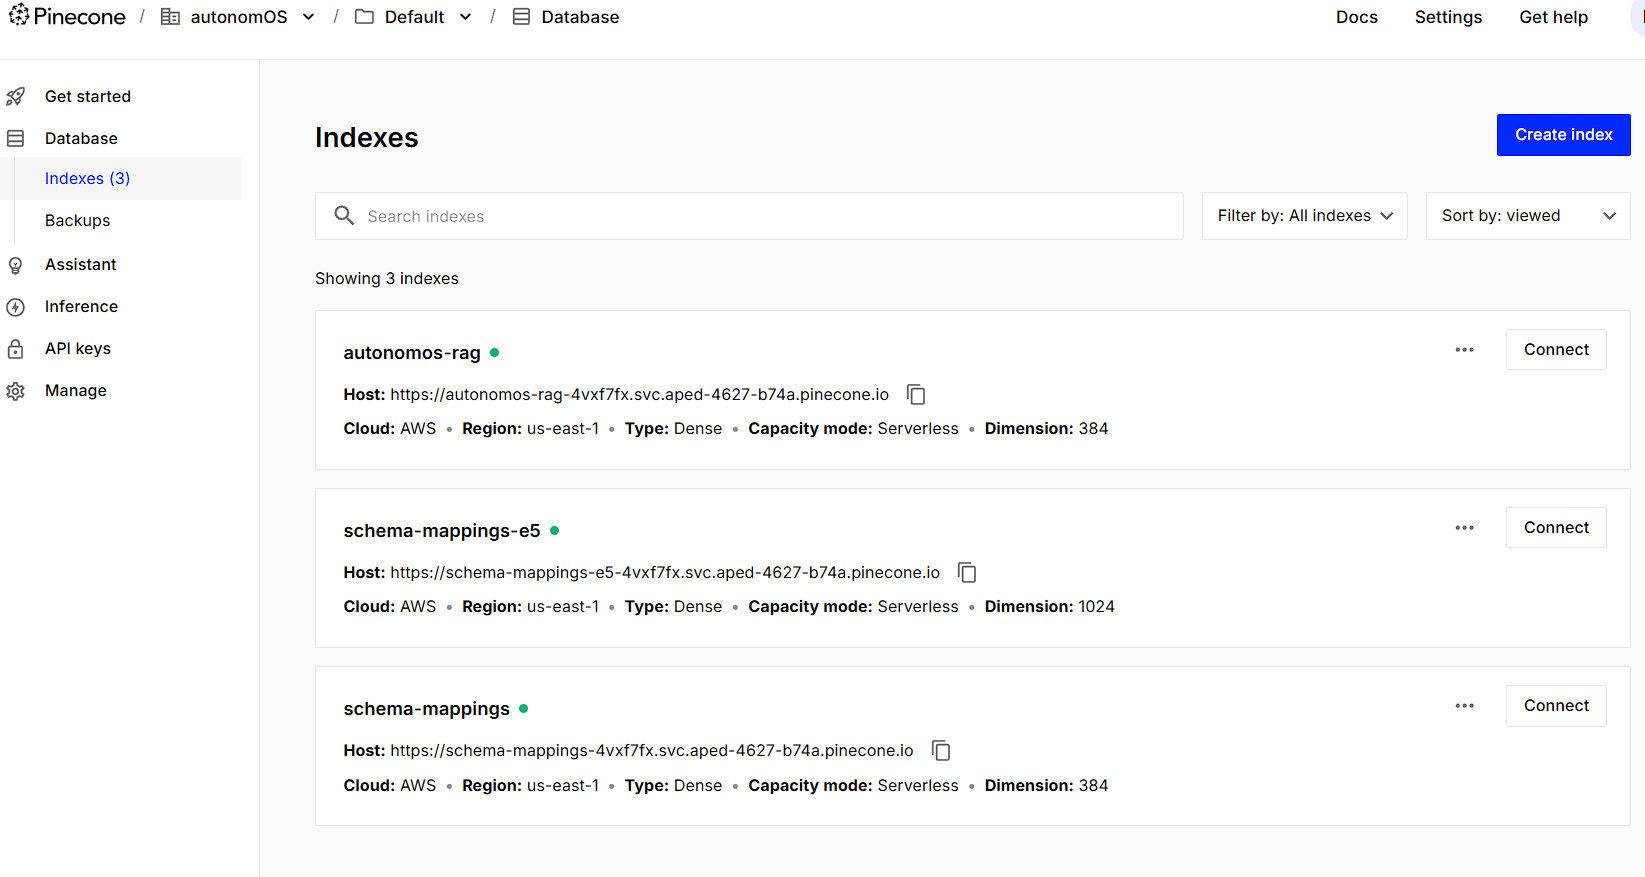 Pinecone / autonomOS / Default / Database Docs Settings Get help
Get started
Database
Indexes (3)
Backups
Assistant
Inference
API keys
Manage
Indexes
Create index
Search indexes
Filter by: All indexes
Sort by: viewed
Showing 3 indexes
autonomos-rag
Connect
Host: https://autonomos-rag-4vxf7fx.svc.aped-4627-b74a.pinecone.io
Cloud: AWS • Region: us-east-1 • Type: Dense • Capacity mode: Serverless • Dimension: 384
schema-mappings-e5
Connect
Host: https://schema-mappings-e5-4vxf7fx.svc.aped-4627-b74a.pinecone.io
Cloud: AWS • Region: us-east-1 • Type: Dense • Capacity mode: Serverless • Dimension: 1024
schema-mappings
Connect
Host: https://schema-mappings-4vxf7fx.svc.aped-4627-b74a.pinecone.io
Cloud: AWS • Region: us-east-1 • Type: Dense • Capacity mode: Serverless • Dimension: 384